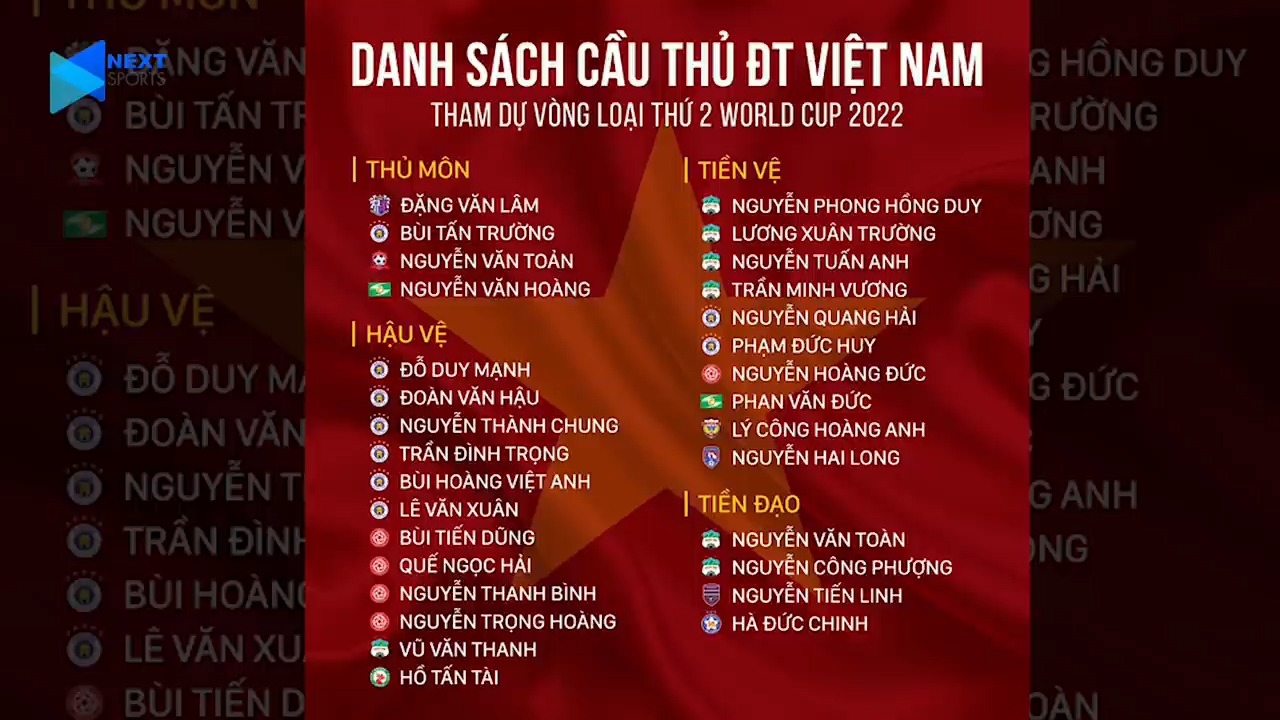 NEXT
SPORTS
DANH SÁCH CẦU THỦ ĐT VIỆT NAM
THAM DỰ VÒNG LOẠI THỨ 2 WORLD CUP 2022
THỦ MÔN
ĐẶNG VĂN LÂM
BÙI TẤN TRƯỜNG
NGUYỄN VĂN TOẢN
NGUYỄN VĂN HOÀNG
HẬU VỆ
ĐỖ DUY MẠNH
ĐOÀN VĂN HẬU
NGUYỄN THÀNH CHUNG
TRẦN ĐÌNH TRỌNG
BÙI HOÀNG VIỆT ANH
LÊ VĂN XUÂN
BÙI TIẾN DŨNG
QUẾ NGỌC HẢI
NGUYỄN THANH BÌNH
NGUYỄN TRỌNG HOÀNG
VŨ VĂN THANH
HỒ TẤN TÀI
TIỀN VỆ
NGUYỄN PHONG HỒNG DUY
LƯƠNG XUÂN TRƯỜNG
NGUYỄN TUẤN ANH
TRẦN MINH VƯƠNG
NGUYỄN QUANG HẢI
PHẠM ĐỨC HUY
NGUYỄN HOÀNG ĐỨC
PHAN VĂN ĐỨC
LÝ CÔNG HOÀNG ANH
NGUYỄN HAI LONG
TIỀN ĐẠO
NGUYỄN VĂN TOÀN
NGUYỄN CÔNG PHƯỢNG
NGUYỄN TIẾN LINH
HÀ ĐỨC CHINH